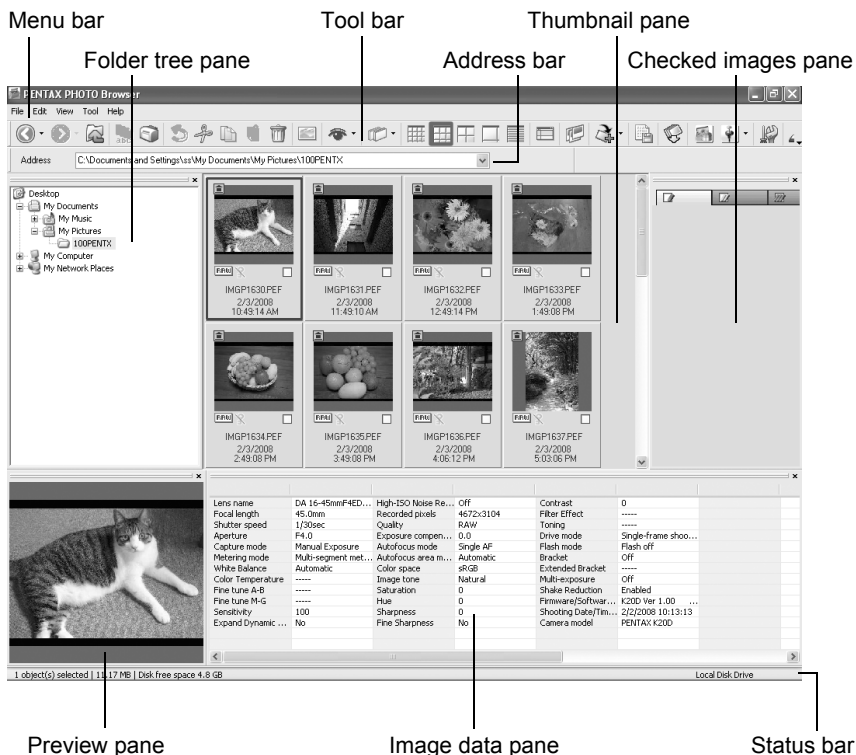 Menu bar
Tool bar
Thumbnail pane
Folder tree pane
Address bar
Checked images pane
PENTAX PHOTO Browser
File Edit View Tool Help
Address C:\Documents and Settings\ss\My Documents\My Pictures\100PENTX
Desktop
My Documents
My Music
My Pictures
100PENTX
My Computer
My Network Places
RAW RAW RAW RAW
IMGP1630.PEF IMGP1631.PEF IMGP1632.PEF IMGP1633.PEF
2/3/2008 2/3/2008 2/3/2008 2/3/2008
10:49:14 AM 11:49:10 AM 12:49:14 PM 1:49:08 PM
RAW RAW RAW RAW
IMGP1634.PEF IMGP1635.PEF IMGP1636.PEF IMGP1637.PEF
2/3/2008 2/3/2008 2/3/2008 2/3/2008
2:49:08 PM 3:49:08 PM 4:06:12 PM 5:03:06 PM
Lens name DA 16-45mmF4ED... High-ISO Noise Re... Off Contrast 0
Focal length 45.0mm Recorded pixels 4672x3104 Filter Effect -----
Shutter speed 1/30sec Quality RAW Toning -----
Aperture F4.0 Exposure compen... 0.0 Drive mode Single-frame shoo...
Capture mode Manual Exposure Autofocus mode Single AF Flash mode Flash off
Metering mode Multi-segment met... Autofocus area m... Automatic Bracket Off
White Balance Automatic Color space sRGB Extended Bracket -----
Color Temperature ----- Image tone Natural Multi-exposure Off
Fine tune A-B ----- Saturation 0 Shake Reduction Enabled
Fine tune M-G ----- Hue 0 Firmware/Softwar... K20D Ver 1.00 ...
Sensitivity 100 Sharpness 0 Shooting Date/Tim... 2/2/2008 10:13:13
Expand Dynamic ... No Fine Sharpness No Camera model PENTAX K20D
1 object(s) selected | 11.17 MB | Disk free space 4.8 GB Local Disk Drive
Preview pane
Image data pane
Status bar